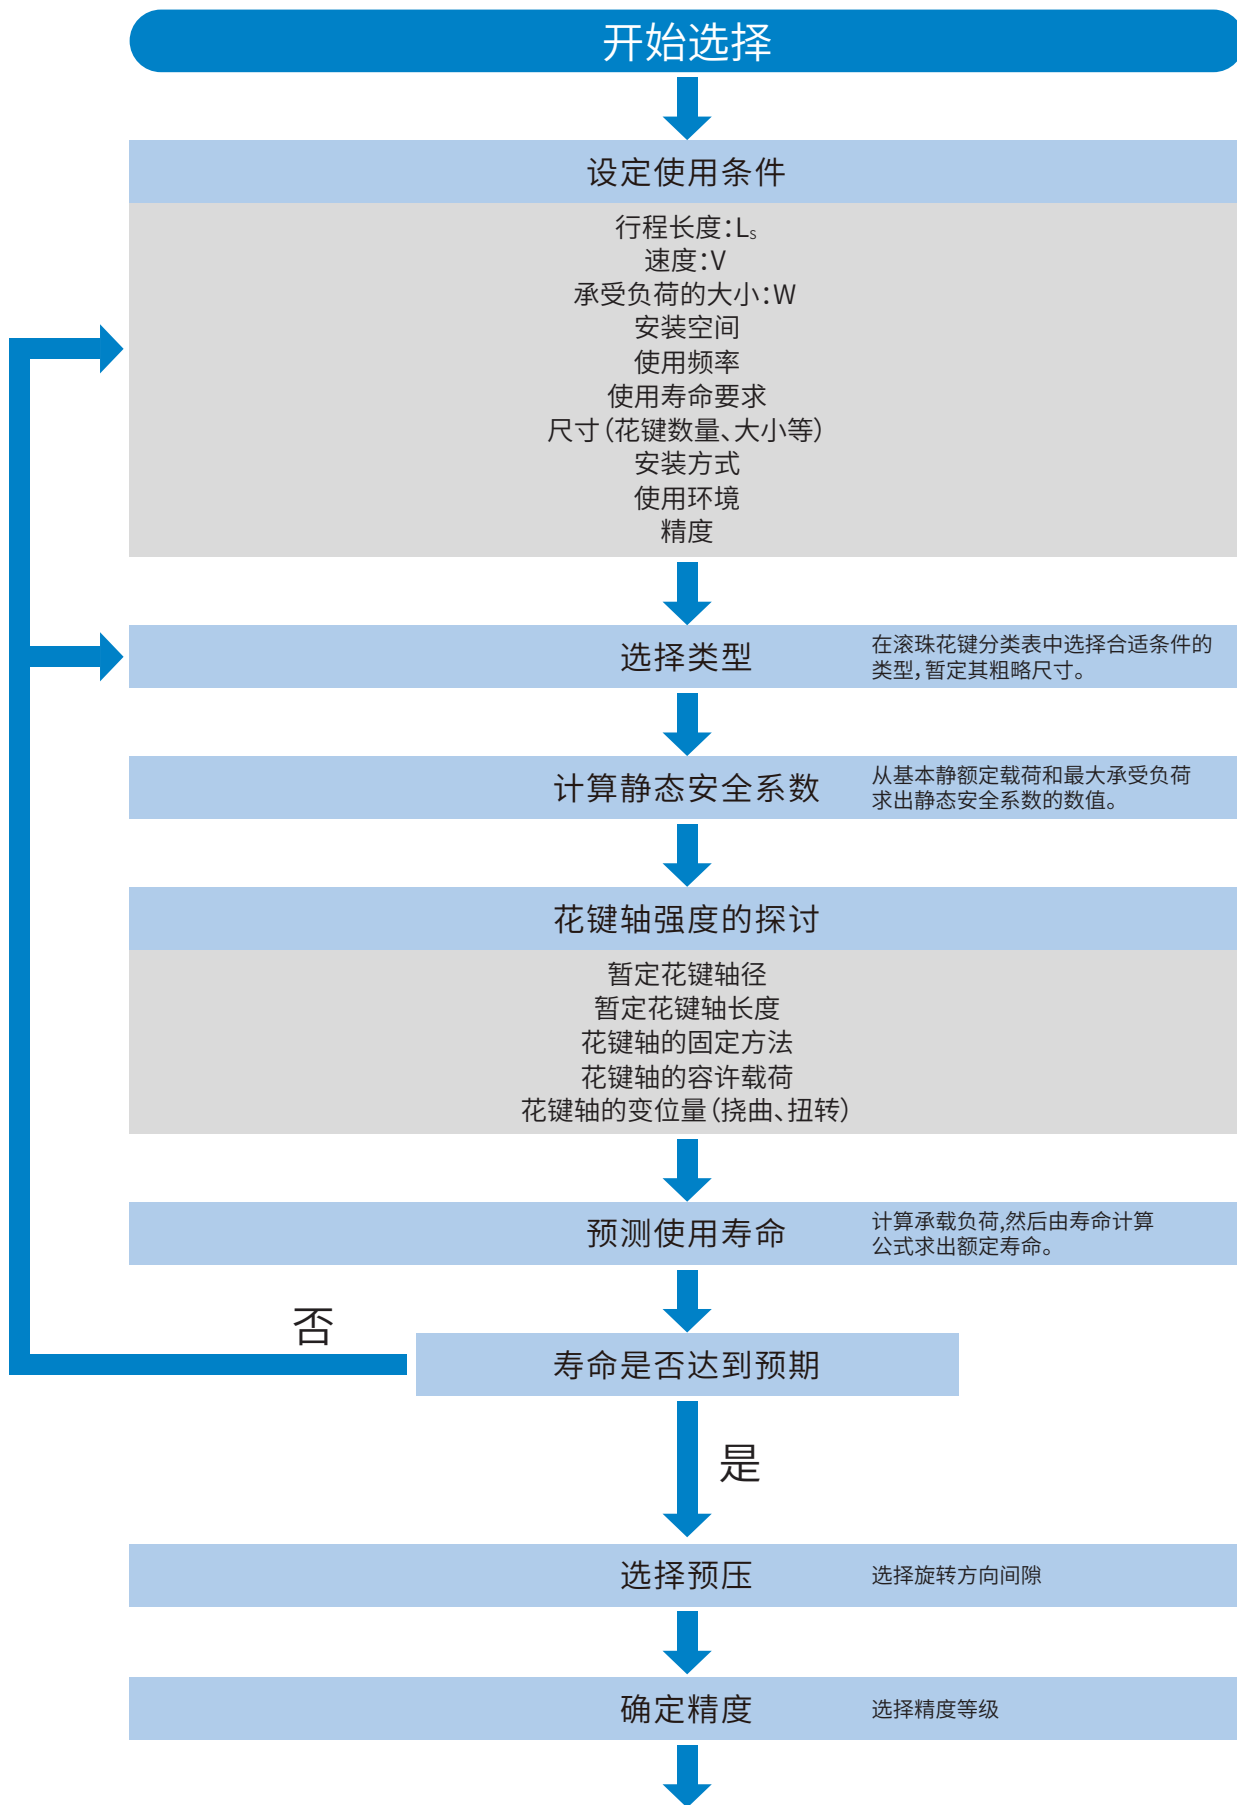 开始选择
设定使用条件
行程长度：Ls
速度：V
承受负荷的大小：W
安装空间
使用频率
使用寿命要求
尺寸（花键数量、大小等）
安装方式
使用环境
精度
选择类型
在滚珠花键分类表中选择合适条件的
类型，暂定其粗略尺寸。
计算静态安全系数
从基本静额定载荷和最大承受负荷
求出静态安全系数的数值。
花键轴强度的探讨
暂定花键轴径
暂定花键轴长度
花键轴的固定方法
花键轴的容许载荷
花键轴的变位量（挠曲、扭转）
预测使用寿命
计算承载负荷,然后由寿命计算
公式求出额定寿命。
否
寿命是否达到预期
是
选择预压
选择旋转方向间隙
确定精度
选择精度等级